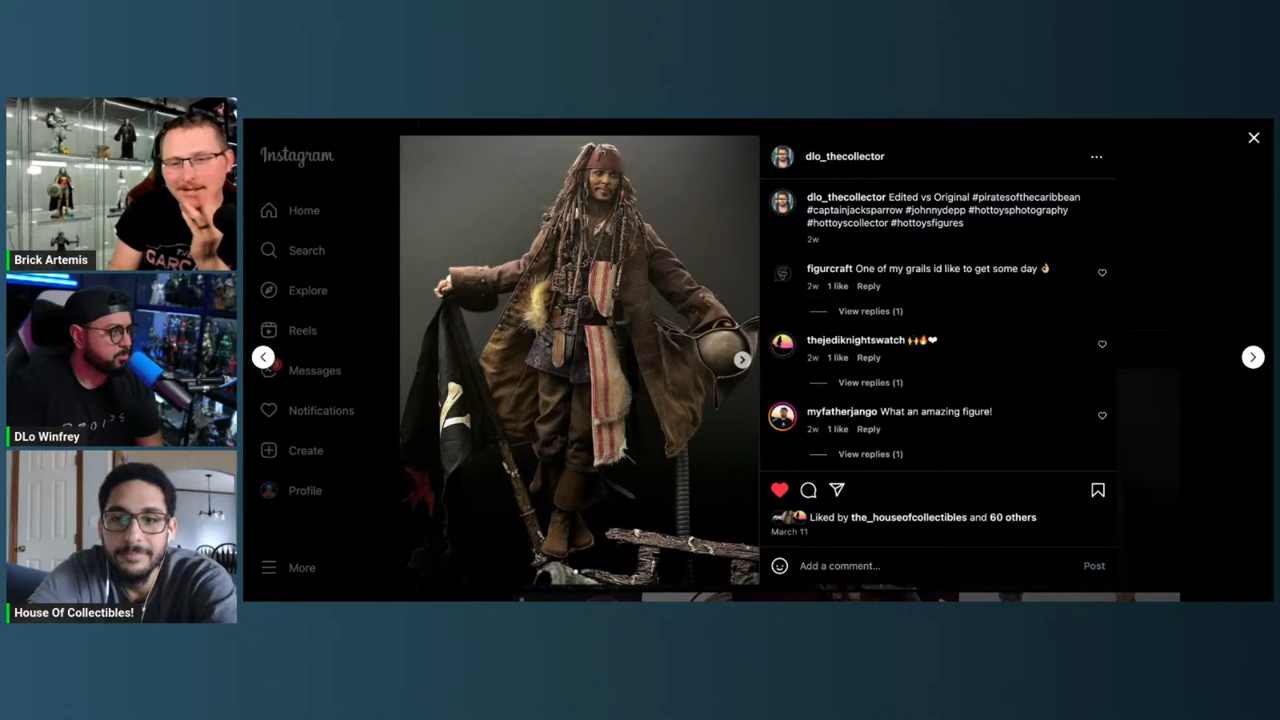 Brick Artemis
DLo Winfrey
House Of Collectibles!
Instagram
Home
Search
Explore
Reels
Messages
Notifications
Create
Profile
More
dlo_thecollector
dlo_thecollector Edited vs Original #piratesofthecaribbean
#captainjacksparrow #johnnydepp #hottoysphotography
#hottoyscollector #hottoysfigures
2w
figurcraft One of my grails id like to get some day 👌🏼
2w 1 like Reply
View replies (1)
thejediknightswatch 🙌🔥❤
2w 1 like Reply
View replies (1)
myfatherjango What an amazing figure!
2w 1 like Reply
View replies (1)
Liked by the_houseofcollectibles and 60 others
March 11
Add a comment...
Post